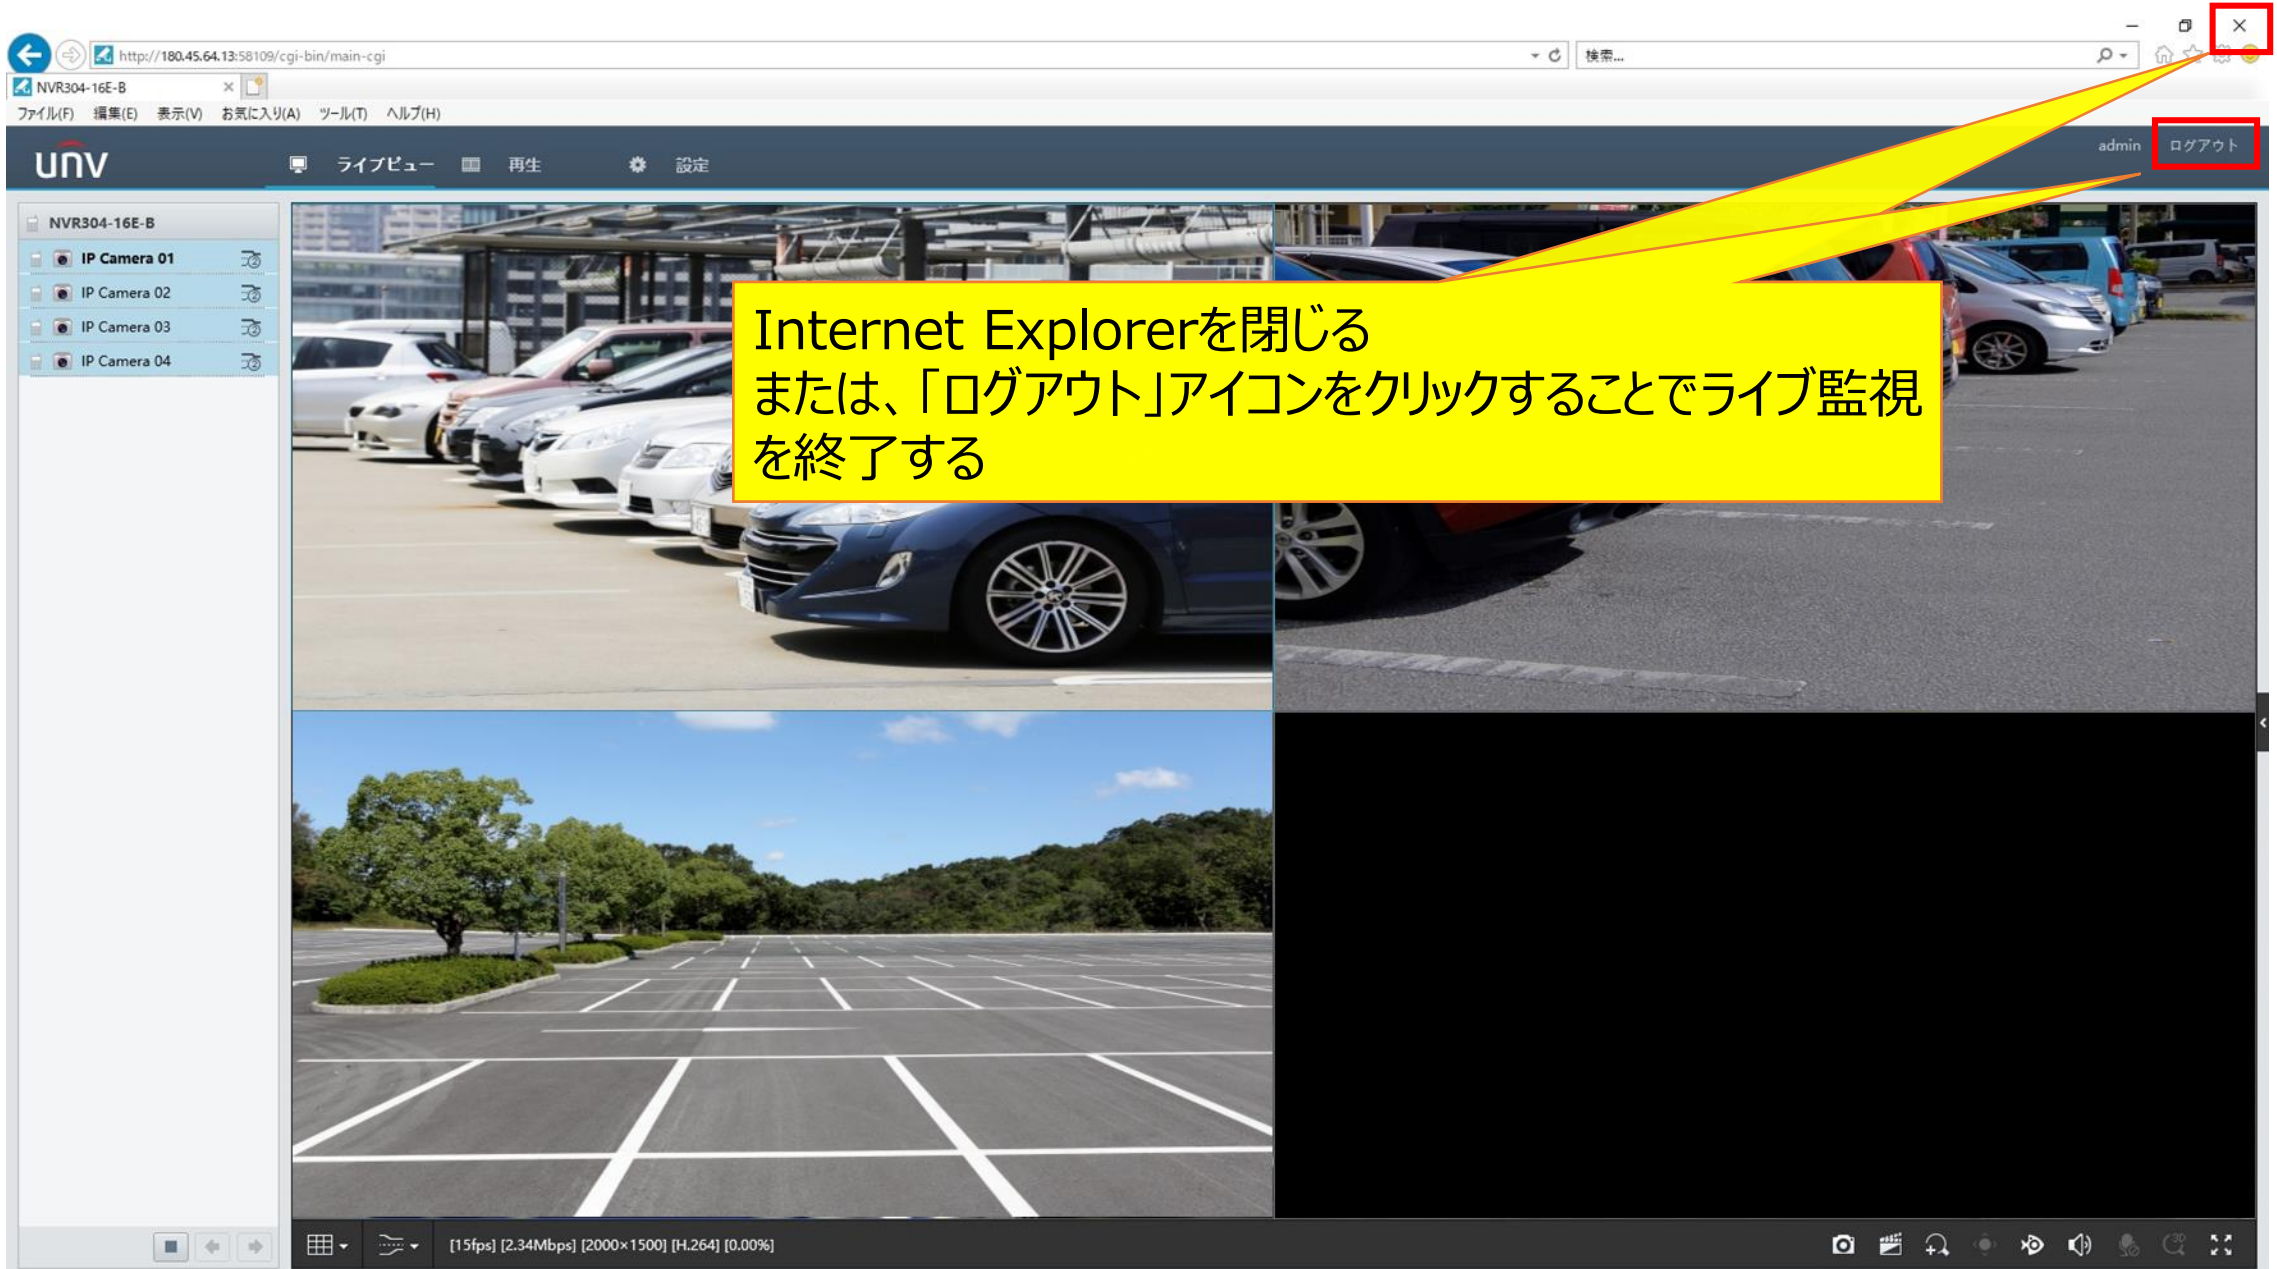 http://180.45.64.13:58109/cgi-bin/main-cgi
検索...
NVR304-16E-B
ファイル(F) 編集(E) 表示(V) お気に入り(A) ツール(T) ヘルプ(H)
unv
ライブビュー
再生
設定
admin
ログアウト
NVR304-16E-B
IP Camera 01
IP Camera 02
IP Camera 03
IP Camera 04
Internet Explorerを閉じる
または、「ログアウト」アイコンをクリックすることでライブ監視
を終了する
[15fps] [2.34Mbps] [2000×1500] [H.264] [0.00%]
3D